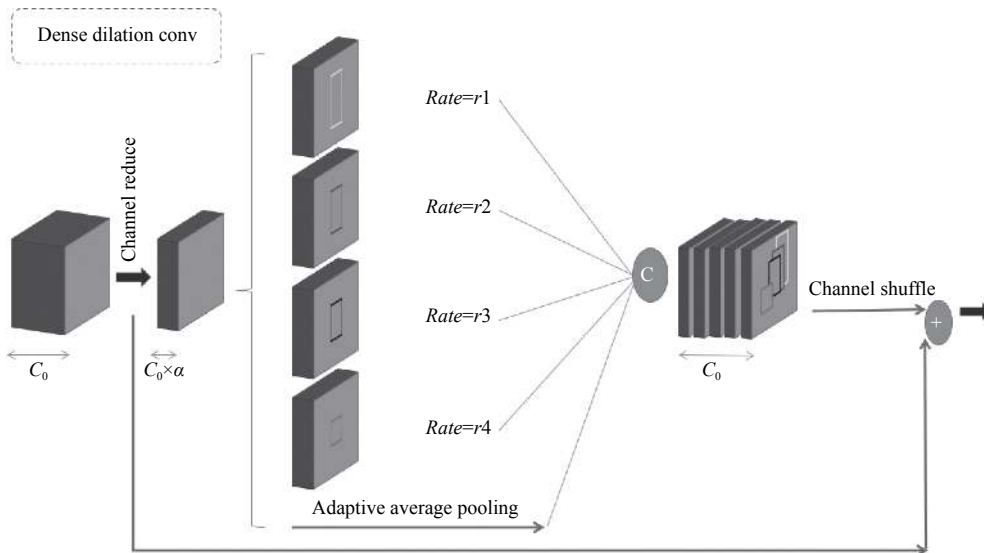 Dense dilation conv
Channel reduce
C₀
C₀×α
Rate=r1
Rate=r2
Rate=r3
Rate=r4
Adaptive average pooling
C
C₀
Channel shuffle
+